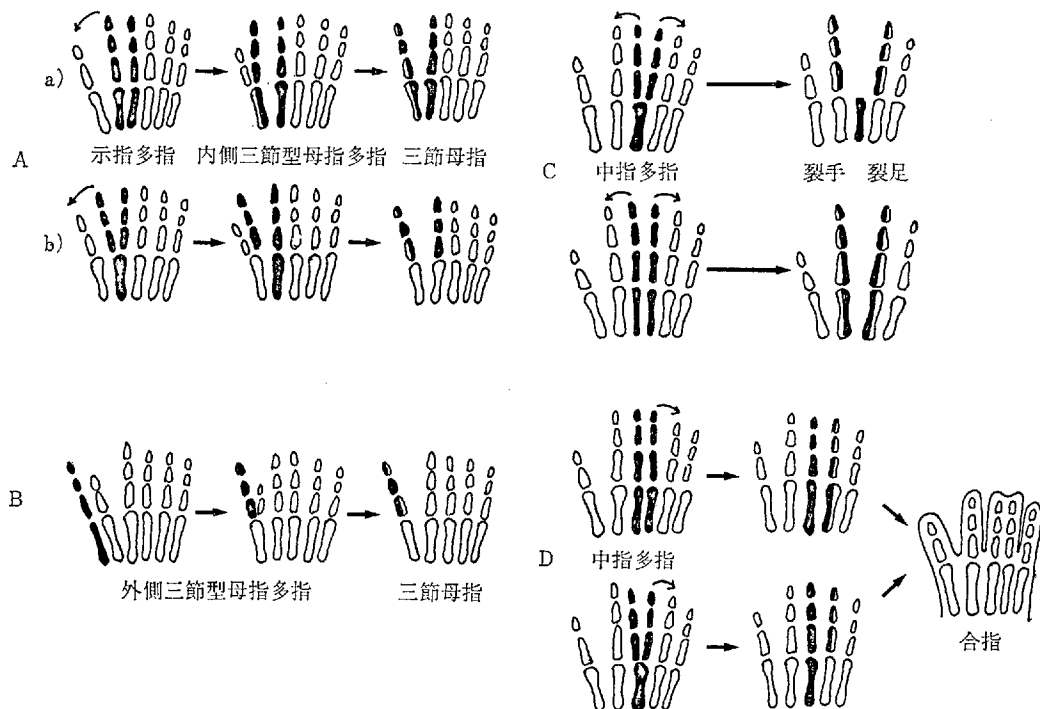 A
a)
示指多指
内側三節型母指多指
三節母指
b)
B
外側三節型母指多指
三節母指
C
中指多指
裂手 裂足
D
中指多指
合指